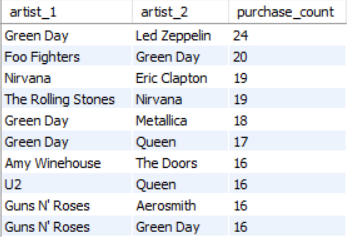 artist_1 artist_2 purchase_count
Green Day Led Zeppelin 24
Foo Fighters Green Day 20
Nirvana Eric Clapton 19
The Rolling Stones Nirvana 19
Green Day Metallica 18
Green Day Queen 17
Amy Winehouse The Doors 16
U2 Queen 16
Guns N' Roses Aerosmith 16
Guns N' Roses Green Day 16